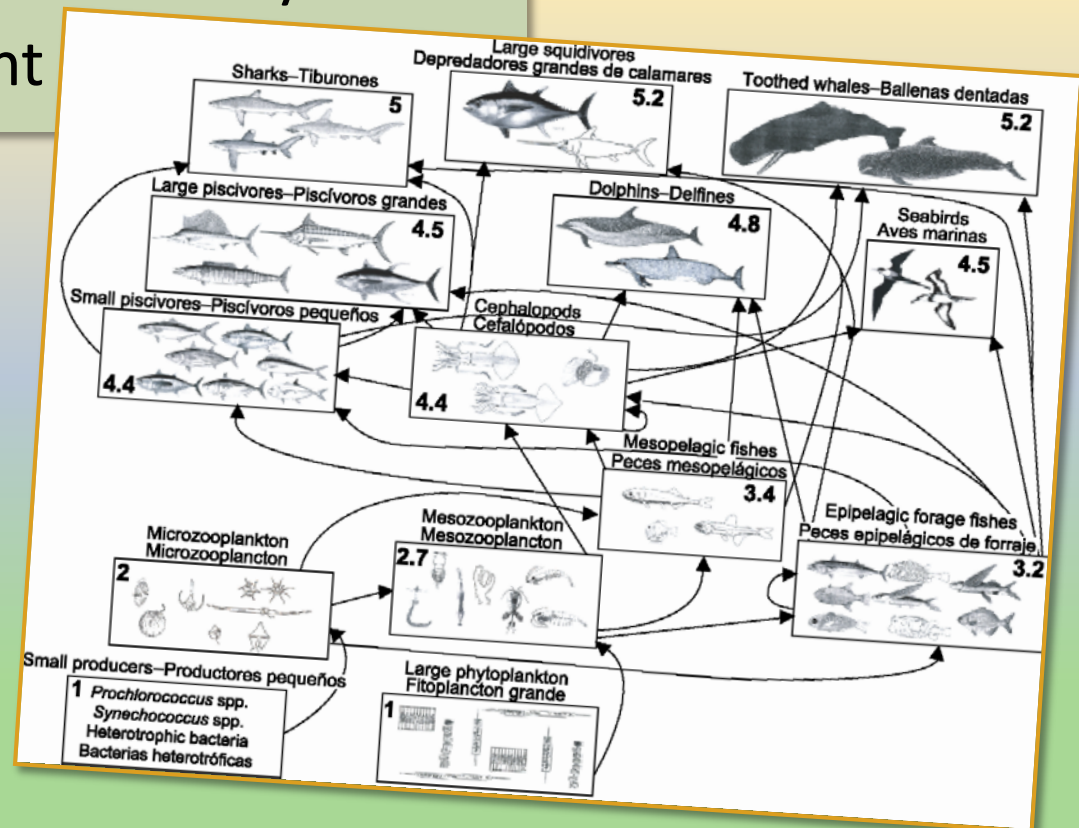 nt
Large squidivores
Depredadores grandes de calamares
5.2
Sharks–Tiburones
5
Toothed whales–Ballenas dentadas
5.2
Large piscivores–Piscívoros grandes
4.5
Dolphins–Delfines
4.8
Seabirds
Aves marinas
4.5
Small piscivores–Piscívoros pequeños
4.4
Cephalopods
Cefalópodos
4.4
Mesopelagic fishes
Peces mesopelágicos
3.4
Epipelagic forage fishes
Peces epipelágicos de forraje
3.2
Microzooplankton
Microzooplancton
2
Mesozooplankton
Mesozooplancton
2.7
Small producers–Productores pequeños
1
Prochlorococcus spp.
Synechococcus spp.
Heterotrophic bacteria
Bacterias heterotróficas
Large phytoplankton
Fitoplancton grande
1